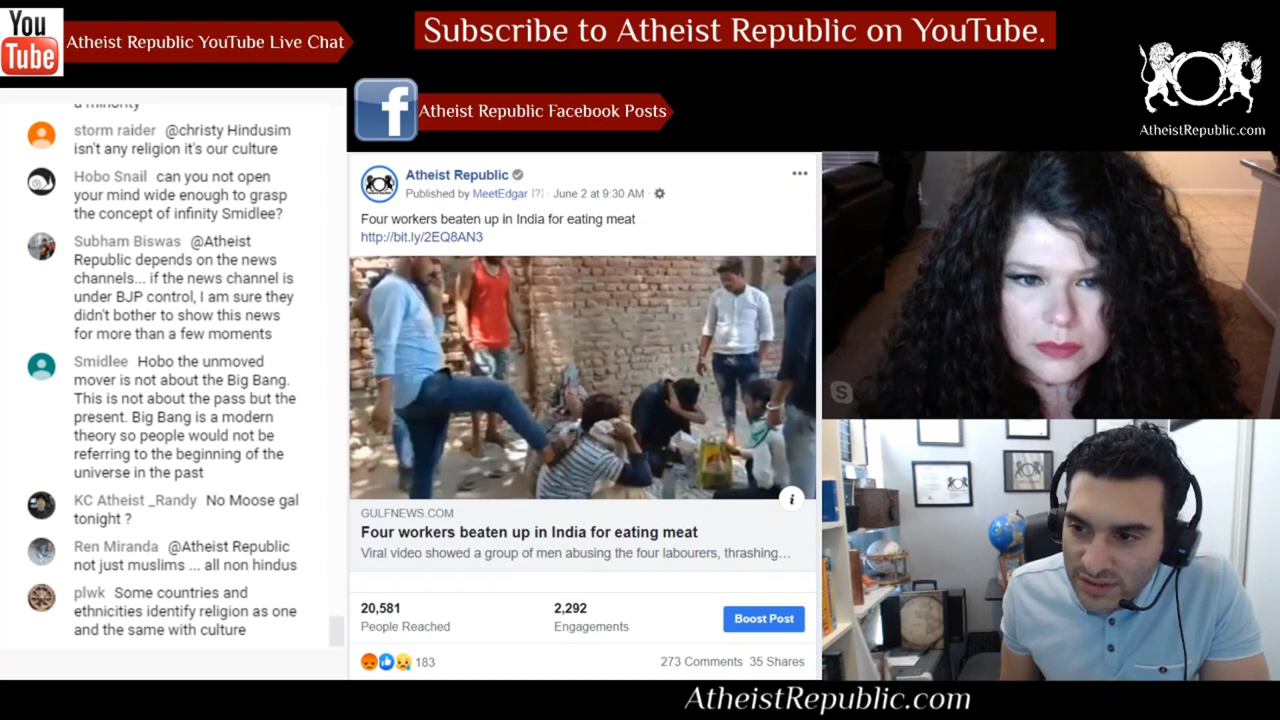 You
Tube
Atheist Republic YouTube Live Chat
Subscribe to Atheist Republic on YouTube.
AtheistRepublic.com
f
Atheist Republic Facebook Posts
a minority
storm raider @christy Hindusim
isn't any religion it's our culture
Hobo Snail can you not open
your mind wide enough to grasp
the concept of infinity Smidlee?
Subham Biswas @Atheist
Republic depends on the news
channels... if the news channel is
under BJP control, I am sure they
didn't bother to show this news
for more than a few moments
Smidlee Hobo the unmoved
mover is not about the Big Bang.
This is not about the pass but the
present. Big Bang is a modern
theory so people would not be
referring to the beginning of the
universe in the past
KC Atheist _Randy No Moose gal
tonight ?
Ren Miranda @Atheist Republic
not just muslims ... all non hindus
plwk Some countries and
ethnicities identify religion as one
and the same with culture
Atheist Republic
Published by MeetEdgar [?] · June 2 at 9:30 AM ·
Four workers beaten up in India for eating meat
http://bit.ly/2EQ8AN3
GULFNEWS.COM
Four workers beaten up in India for eating meat
Viral video showed a group of men abusing the four labourers, thrashing…
20,581
People Reached
2,292
Engagements
Boost Post
183
273 Comments 35 Shares
AtheistRepublic.com